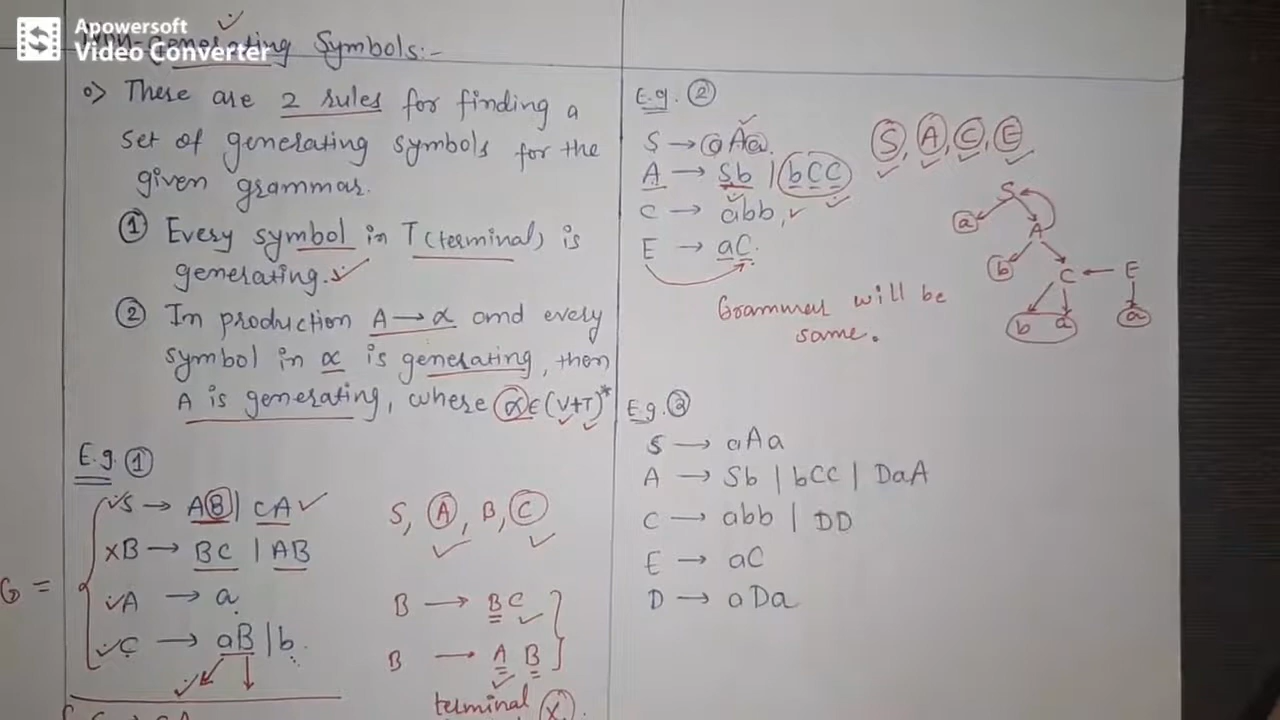 Apowersoft
Video Converter
Non-generating Symbols:-
There are 2 rules for finding a
set of generating symbols for the
given grammar.
① Every symbol in T(terminal) is
generating.
② In production A → α and every
symbol in α is generating, then
A is generating, where α ∈ (V+T)*
E.g. ①
G =
S → AB | CA
B → BC | AB
A → a
C → aB | b
S, A, B, C
B → BC
B → A B
terminal X.
E.g. ②
S → aAa
A → Sb | bCC
C → abb
E → aC
S, A, C, E
S
a
A
b
C ← E
b a a
Grammar will be
same.
E.g. ③
S → aAa
A → Sb | bCC | DaA
C → abb | DD
E → aC
D → aDa